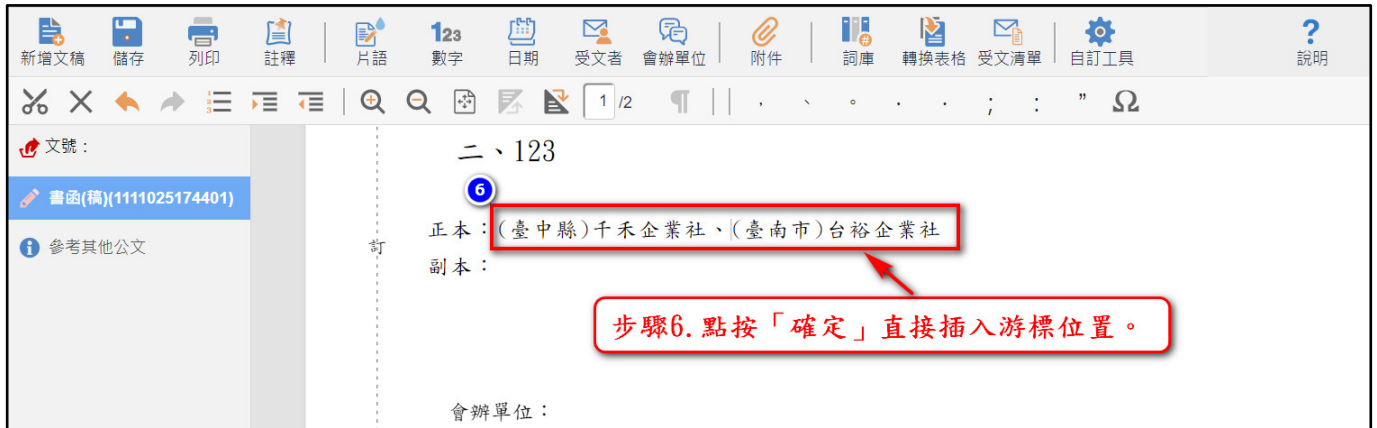 新增文稿 儲存 列印 註釋 片語 123 數字 日期 受文者 會辦單位 附件 詞庫 轉換表格 受文清單 自訂工具 ? 說明
1 /2 ¶ , 、 。 . . ; : ” Ω
文號：
書函(稿)(1111025174401)
參考其他公文
二、123
6
正本：(臺中縣)千禾企業社、(臺南市)台裕企業社
訂
副本：
步驟6.點按「確定」直接插入游標位置。
會辦單位：